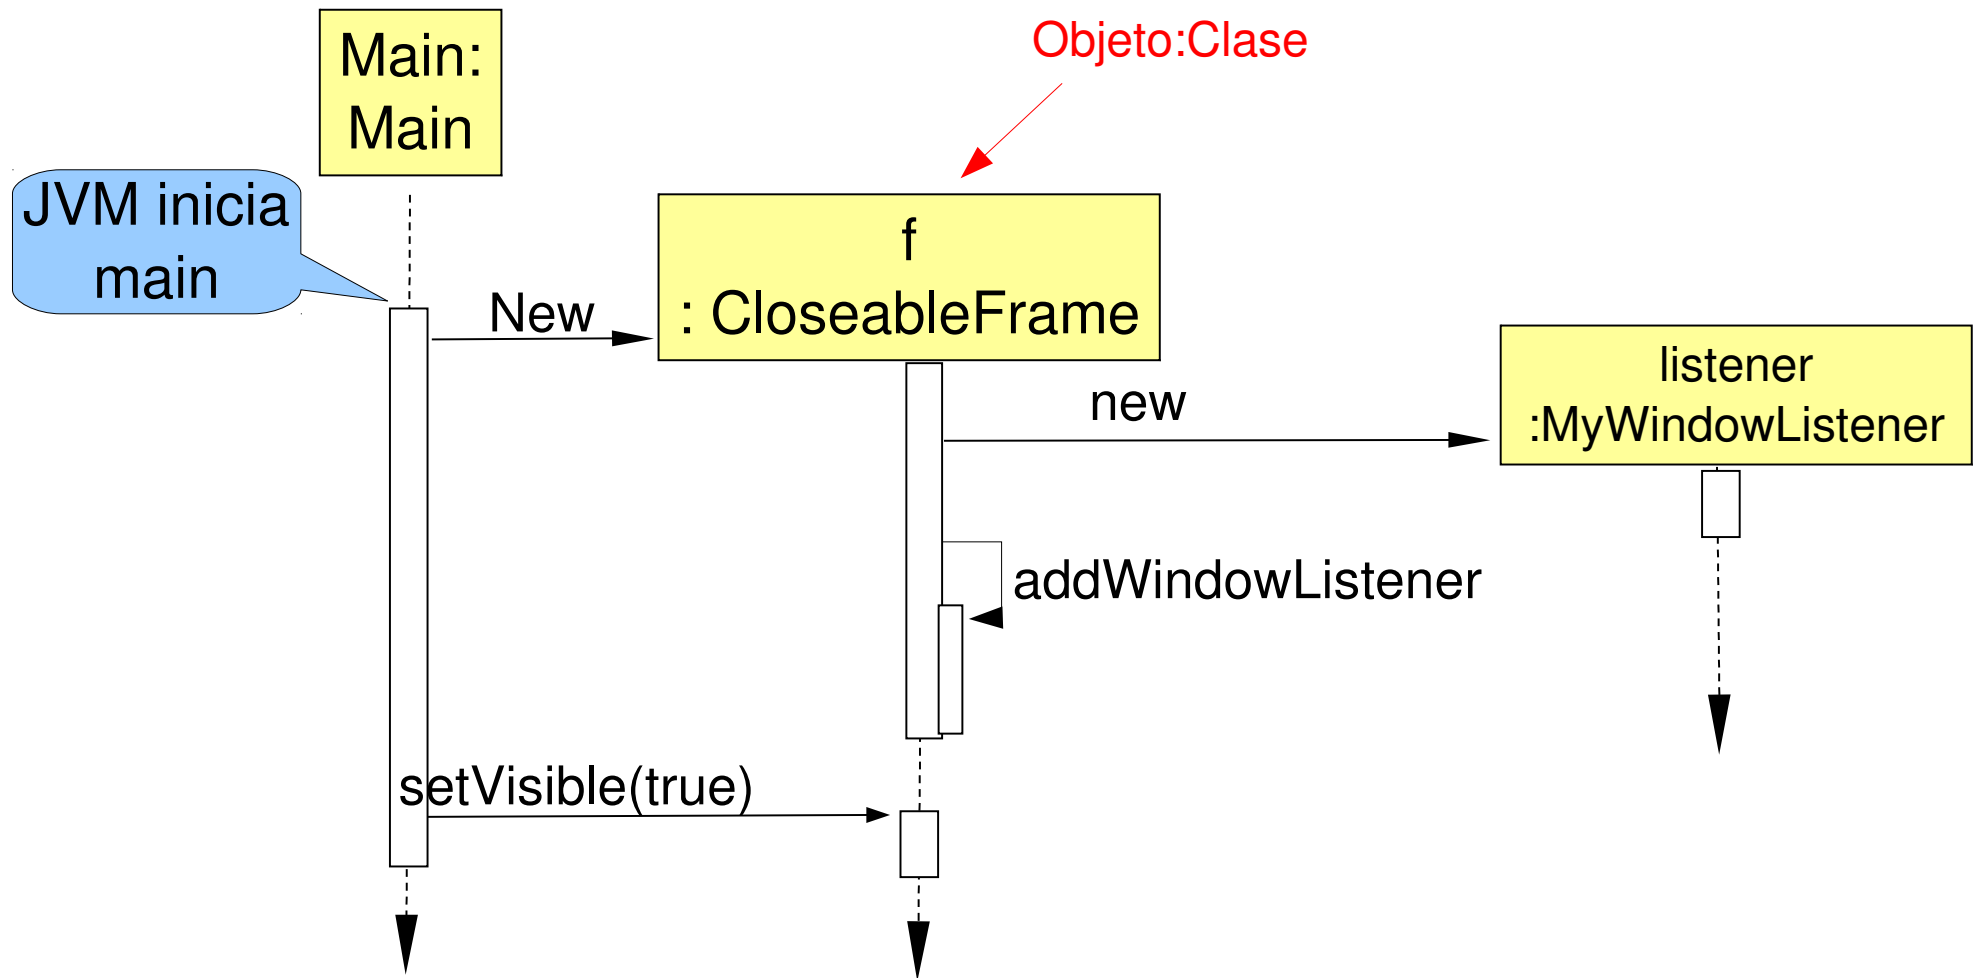 Main:
Main
Objeto:Clase
JVM inicia
main
f
: CloseableFrame
New
listener
:MyWindowListener
new
addWindowListener
setVisible(true)